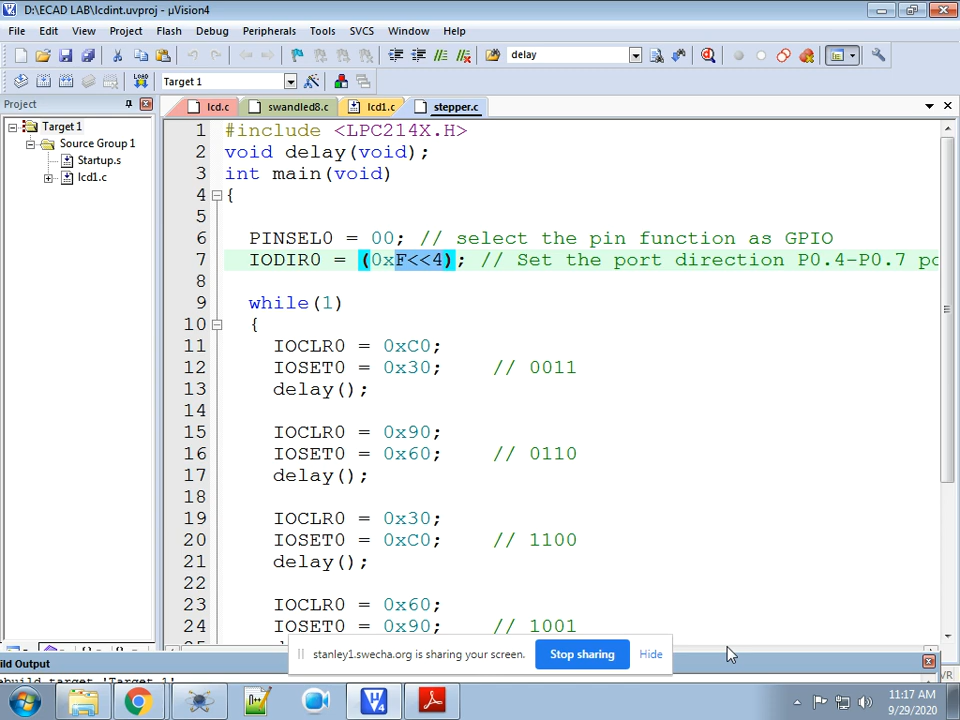 D:\ECAD LAB\lcdint.uvproj - µVision4
File Edit View Project Flash Debug Peripherals Tools SVCS Window Help
delay
LOAD Target 1
Project
lcd.c swandled8.c lcd1.c stepper.c
Target 1
Source Group 1
Startup.s
lcd1.c
1 #include <LPC214X.H>
2 void delay(void);
3 int main(void)
4 {
5
6 PINSEL0 = 00; // select the pin function as GPIO
7 IODIR0 = (0xF<<4); // Set the port direction P0.4-P0.7 po
8
9 while(1)
10 {
11 IOCLR0 = 0xC0;
12 IOSET0 = 0x30; // 0011
13 delay();
14
15 IOCLR0 = 0x90;
16 IOSET0 = 0x60; // 0110
17 delay();
18
19 IOCLR0 = 0x30;
20 IOSET0 = 0xC0; // 1100
21 delay();
22
23 IOCLR0 = 0x60;
24 IOSET0 = 0x90; // 1001
stanley1.swecha.org is sharing your screen. Stop sharing Hide
ild Output
ebuild target 'Target 1'
11:17 AM
9/29/2020